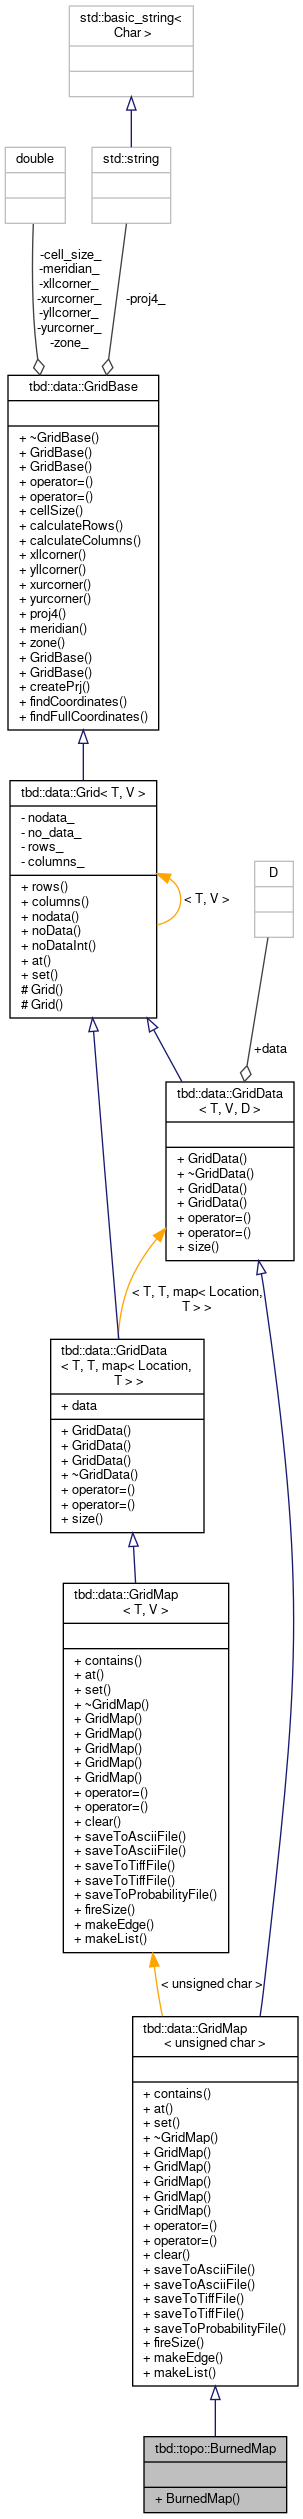 std::basic_string<
Char >
double
std::string
-cell_size_
-meridian_
-xllcorner_
-xurcorner_
-yllcorner_
-yurcorner_
-zone_
-proj4_
tbd::data::GridBase
+ ~GridBase()
+ GridBase()
+ GridBase()
+ operator=()
+ operator=()
+ cellSize()
+ calculateRows()
+ calculateColumns()
+ xllcorner()
+ yllcorner()
+ xurcorner()
+ yurcorner()
+ proj4()
+ meridian()
+ zone()
+ GridBase()
+ GridBase()
+ createPrj()
+ findCoordinates()
+ findFullCoordinates()
tbd::data::Grid< T, V >
- nodata_
- no_data_
- rows_
- columns_
+ rows()
+ columns()
+ nodata()
+ noData()
+ noDataInt()
+ at()
+ set()
# Grid()
# Grid()
< T, V >
D
+data
tbd::data::GridData
< T, V, D >
+ GridData()
+ ~GridData()
+ GridData()
+ GridData()
+ operator=()
+ operator=()
+ size()
< T, T, map< Location,
T > >
tbd::data::GridData
< T, T, map< Location,
T > >
+ data
+ GridData()
+ GridData()
+ GridData()
+ ~GridData()
+ operator=()
+ operator=()
+ size()
tbd::data::GridMap
< T, V >
+ contains()
+ at()
+ set()
+ ~GridMap()
+ GridMap()
+ GridMap()
+ GridMap()
+ GridMap()
+ GridMap()
+ operator=()
+ operator=()
+ clear()
+ saveToAsciiFile()
+ saveToAsciiFile()
+ saveToTiffFile()
+ saveToTiffFile()
+ saveToProbabilityFile()
+ fireSize()
+ makeEdge()
+ makeList()
< unsigned char >
tbd::data::GridMap
< unsigned char >
+ contains()
+ at()
+ set()
+ ~GridMap()
+ GridMap()
+ GridMap()
+ GridMap()
+ GridMap()
+ GridMap()
+ operator=()
+ operator=()
+ clear()
+ saveToAsciiFile()
+ saveToAsciiFile()
+ saveToTiffFile()
+ saveToTiffFile()
+ saveToProbabilityFile()
+ fireSize()
+ makeEdge()
+ makeList()
tbd::topo::BurnedMap
+ BurnedMap()